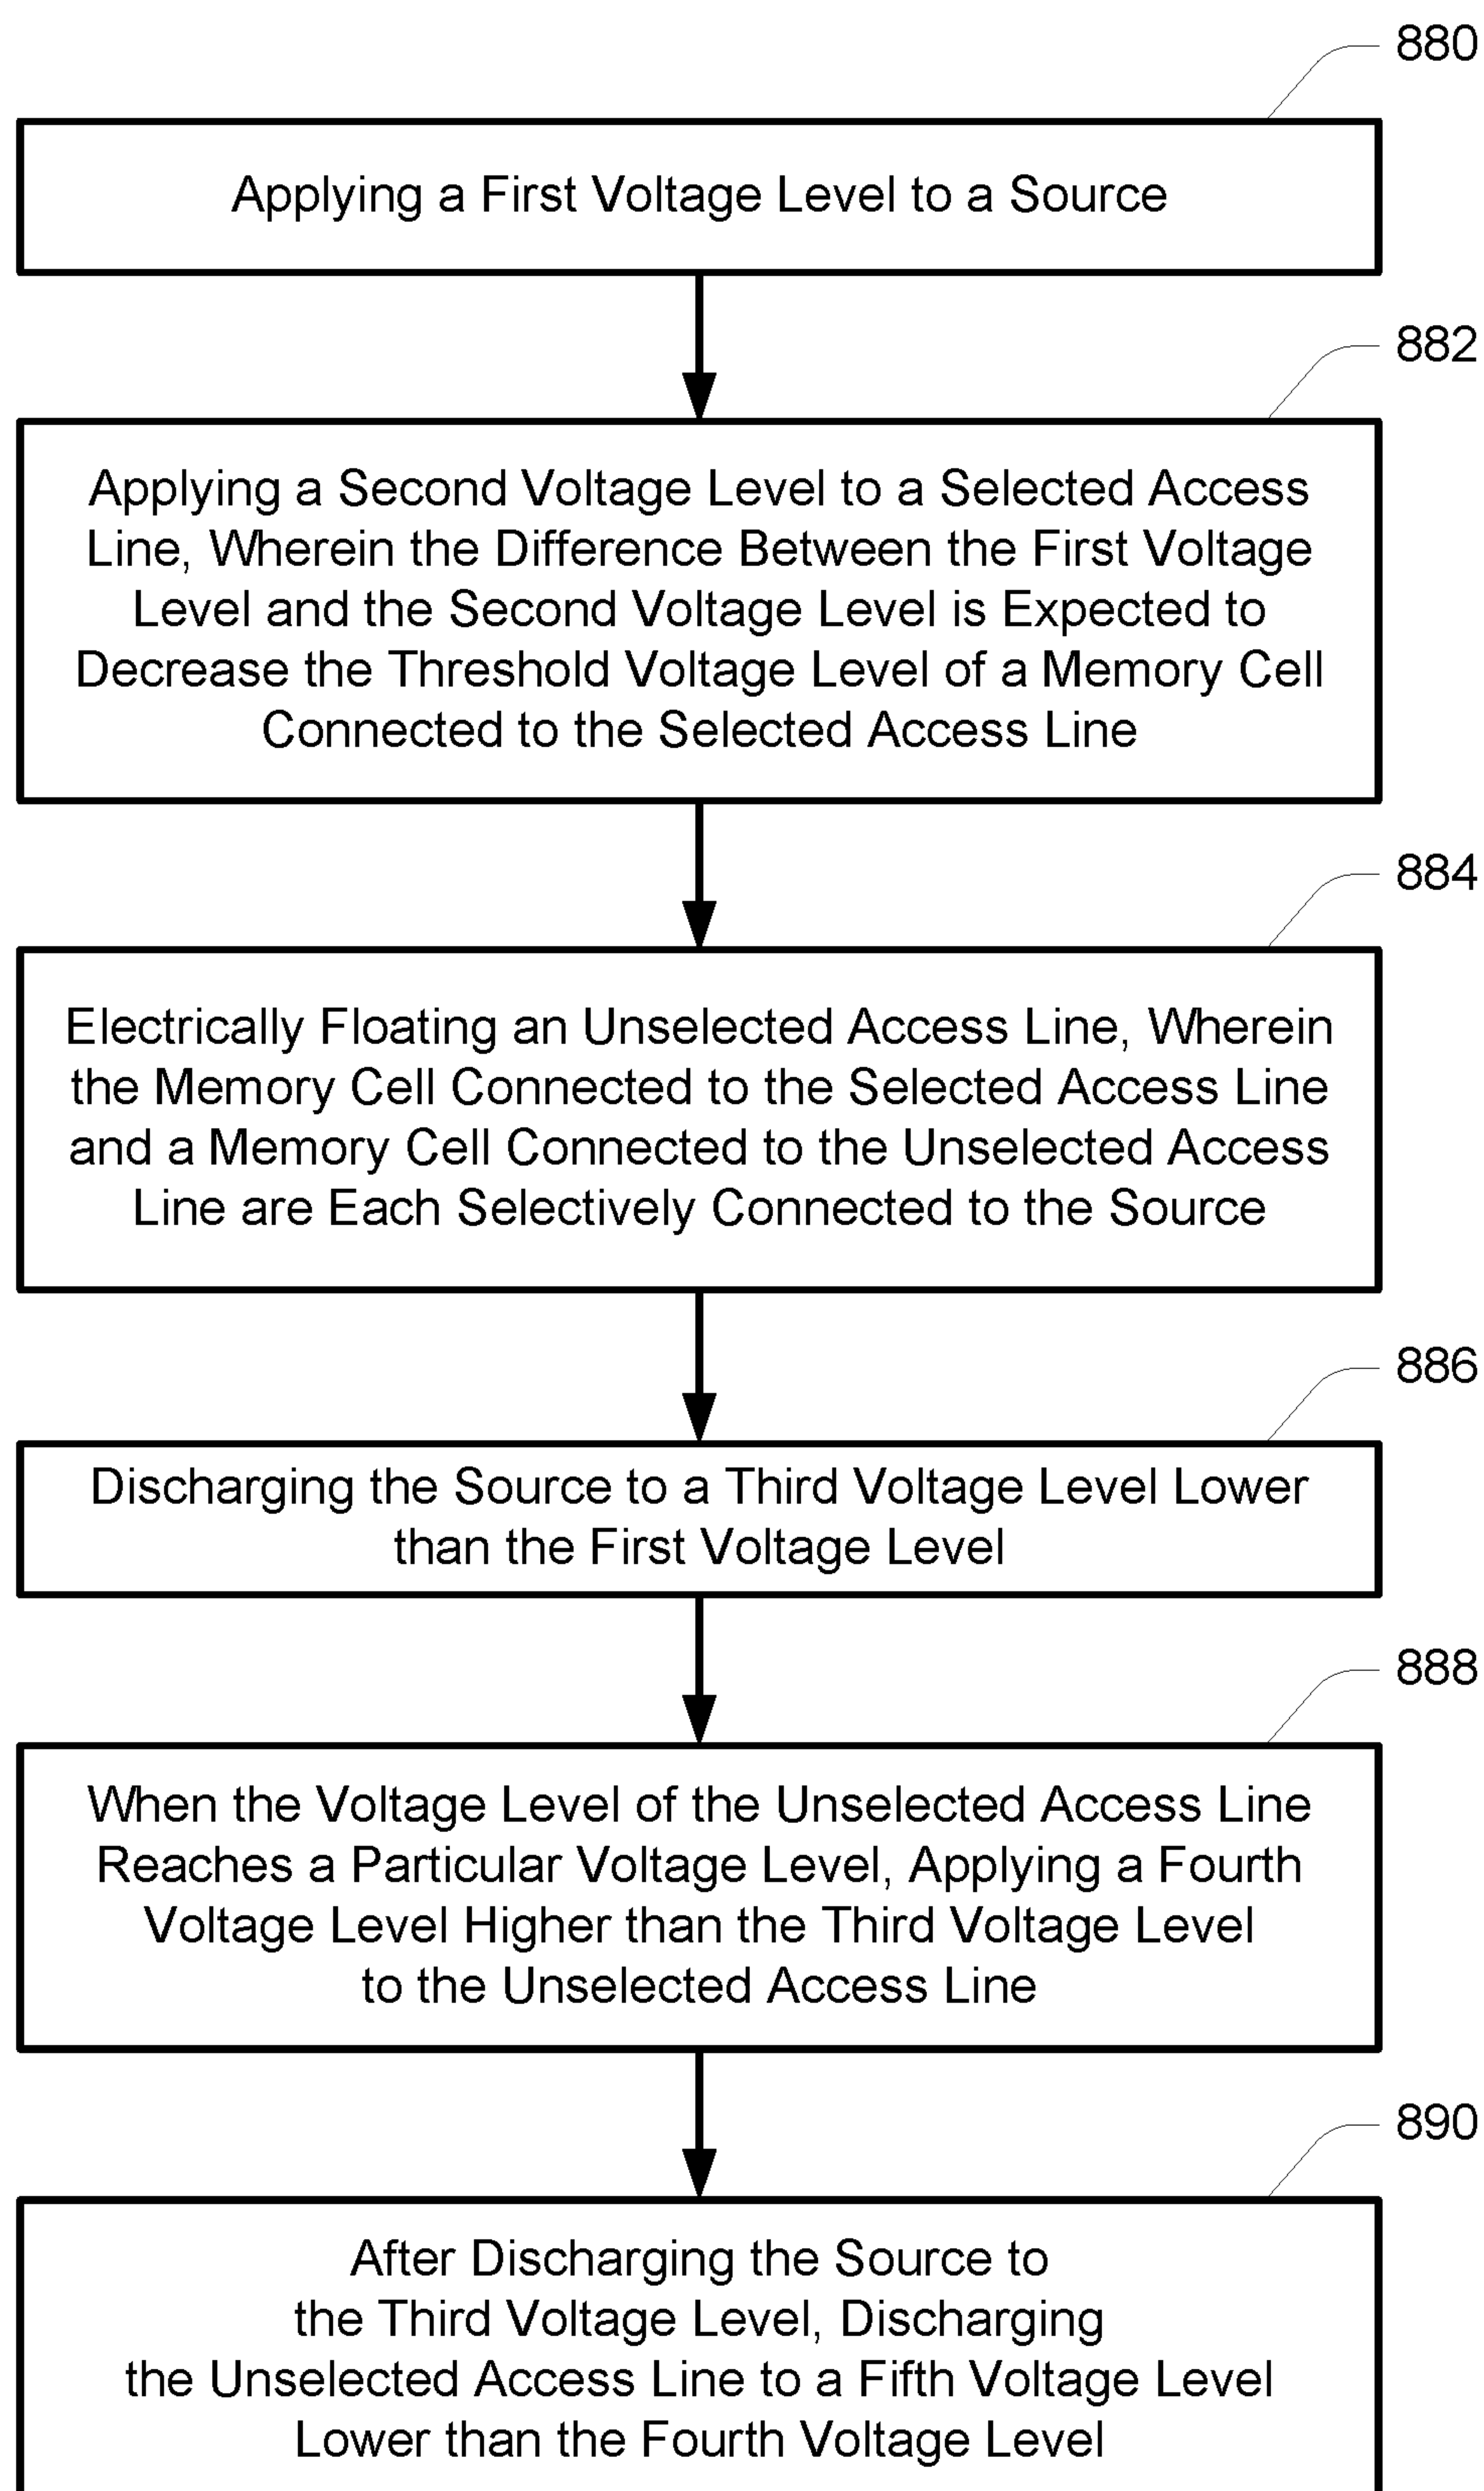 880
Applying a First Voltage Level to a Source
882
Applying a Second Voltage Level to a Selected Access
Line, Wherein the Difference Between the First Voltage
Level and the Second Voltage Level is Expected to
Decrease the Threshold Voltage Level of a Memory Cell
Connected to the Selected Access Line
884
Electrically Floating an Unselected Access Line, Wherein
the Memory Cell Connected to the Selected Access Line
and a Memory Cell Connected to the Unselected Access
Line are Each Selectively Connected to the Source
886
Discharging the Source to a Third Voltage Level Lower
than the First Voltage Level
888
When the Voltage Level of the Unselected Access Line
Reaches a Particular Voltage Level, Applying a Fourth
Voltage Level Higher than the Third Voltage Level
to the Unselected Access Line
890
After Discharging the Source to
the Third Voltage Level, Discharging
the Unselected Access Line to a Fifth Voltage Level
Lower than the Fourth Voltage Level